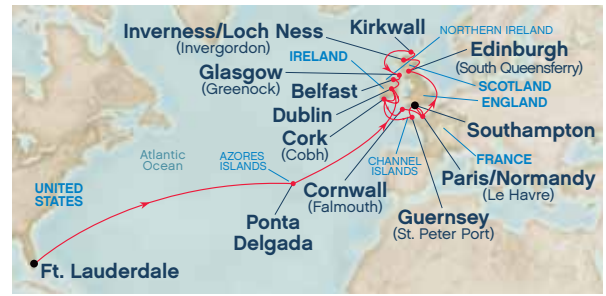 Inverness/Loch Ness
(Invergordon)
Kirkwall
NORTHERN IRELAND
IRELAND
Edinburgh
(South Queensferry)
Glasgow
(Greenock)
SCOTLAND
Belfast
ENGLAND
Dublin
Southampton
Cork
(Cobh)
Atlantic
Ocean
AZORES
ISLANDS
CHANNEL
ISLANDS
FRANCE
Paris/Normandy
(Le Havre)
UNITED
STATES
Cornwall
(Falmouth)
Guernsey
(St. Peter Port)
Ponta
Delgada
Ft. Lauderdale